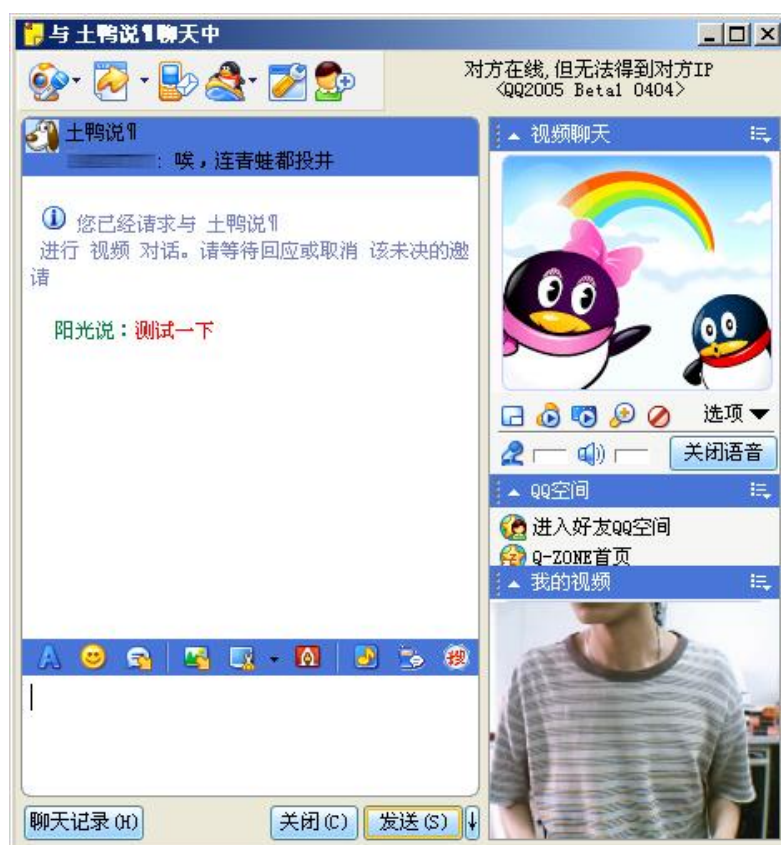 与 土鸭说¶聊天中
对方在线,但无法得到对方IP
<QQ2005 Beta1 0404>
土鸭说¶
: 唉,连青蛙都投井
您已经请求与 土鸭说¶
进行 视频 对话。请等待回应或取消 该未决的邀
请
阳光说:测试一下
视频聊天
选项
关闭语音
QQ空间
进入好友QQ空间
Q-ZONE首页
我的视频
搜
聊天记录(H)
关闭(C)
发送(S)